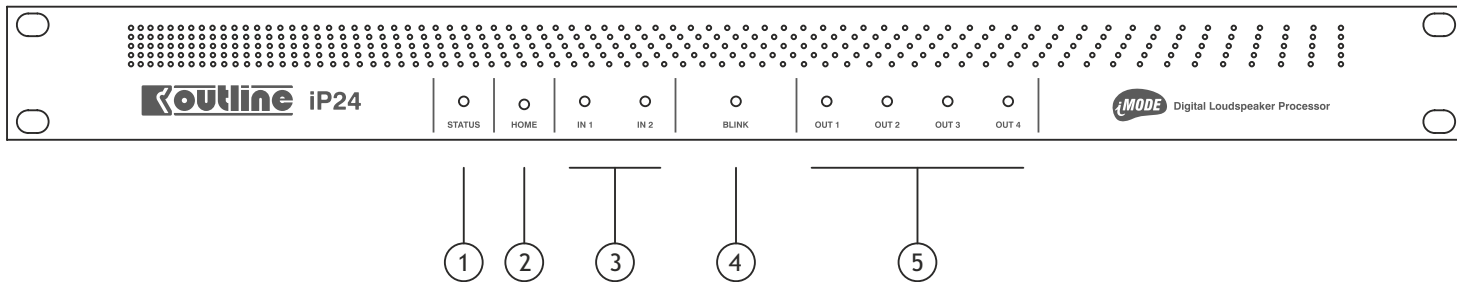 outline iP24
STATUS
HOME
IN 1
IN 2
BLINK
OUT 1
OUT 2
OUT 3
OUT 4
iMODE Digital Loudspeaker Processor
1
2
3
4
5